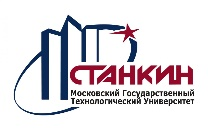 СТАНКИН
Московский Государственный
Технологический Университет